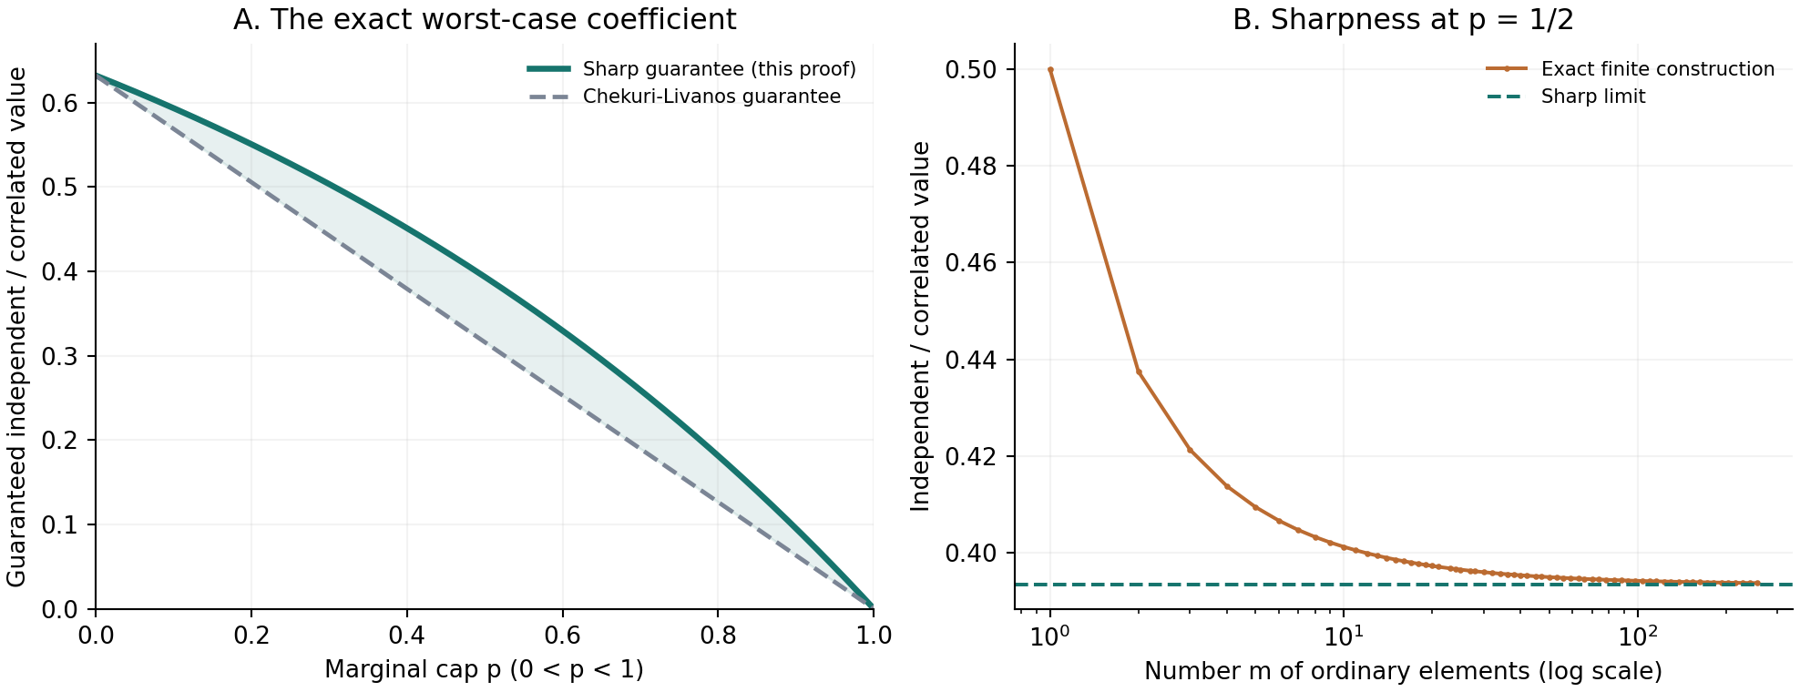 A. The exact worst-case coefficient
Guaranteed independent / correlated value
Sharp guarantee (this proof)
Chekuri-Livanos guarantee
0.6
0.5
0.4
0.3
0.2
0.1
0.0
0.0 0.2 0.4 0.6 0.8 1.0
Marginal cap p (0 < p < 1)
B. Sharpness at p = 1/2
Independent / correlated value
Exact finite construction
Sharp limit
0.50
0.48
0.46
0.44
0.42
0.40
10⁰ 10¹ 10²
Number m of ordinary elements (log scale)